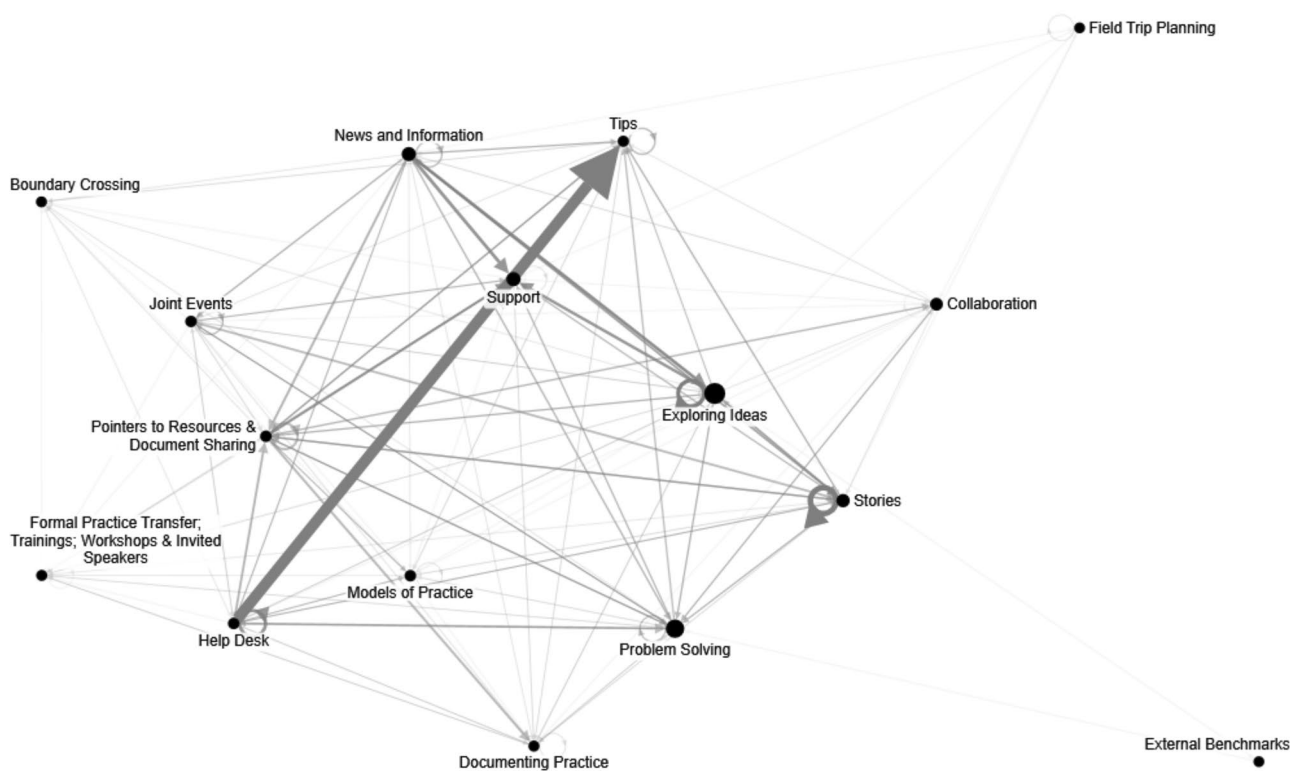 Field Trip Planning
Tips
News and Information
Boundary Crossing
Support
Joint Events
Collaboration
Exploring Ideas
Pointers to Resources &
Document Sharing
Stories
Formal Practice Transfer;
Trainings; Workshops & Invited
Speakers
Models of Practice
Help Desk
Problem Solving
External Benchmarks
Documenting Practice